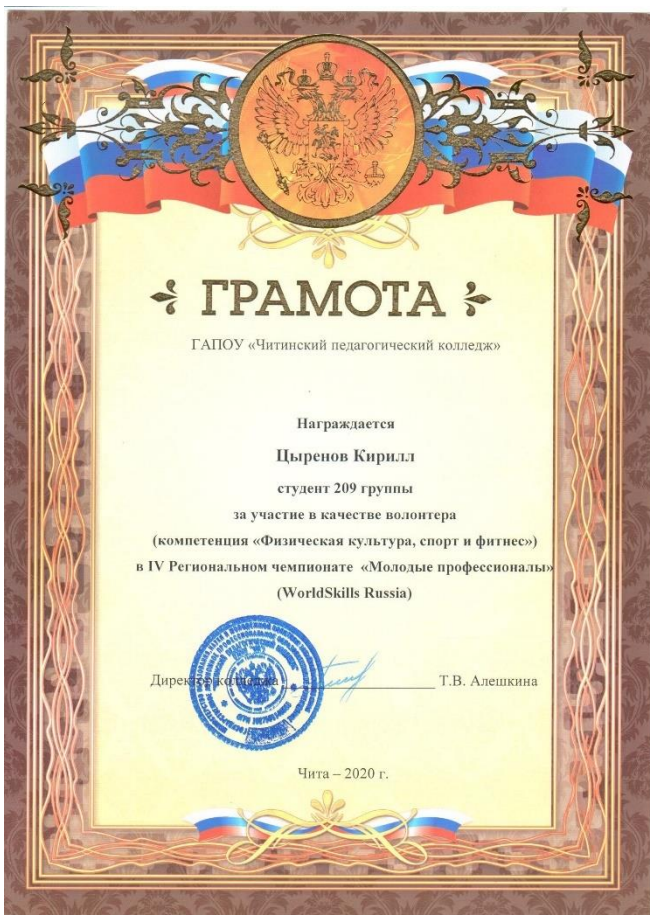 ГРАМОТА
ГАПОУ «Читинский педагогический колледж»
Награждается
Цыренов Кирилл
студент 209 группы
за участие в качестве волонтера
(компетенция «Физическая культура, спорт и фитнес»)
в IV Региональном чемпионате «Молодые профессионалы»
(WorldSkills Russia)
Директор колледжа Т.В. Алешкина
Чита – 2020 г.